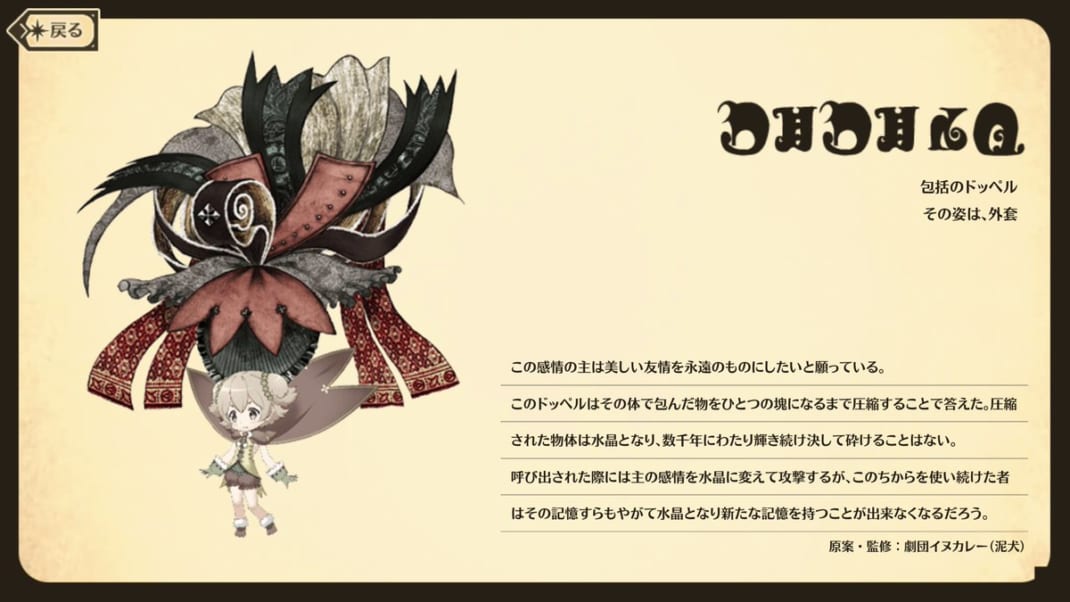 戻る
包括のドッペル
その姿は、外套
この感情の主は美しい友情を永遠のものにしたいと願っている。
このドッペルはその体で包んだ物をひとつの塊になるまで圧縮することで答えた。圧縮
された物体は水晶となり、数千年にわたり輝き続け決して砕けることはない。
呼び出された際には主の感情を水晶に変えて攻撃するが、このちからを使い続けた者
はその記憶すらもやがて水晶となり新たな記憶を持つことが出来なくなるだろう。
原案・監修：劇団イヌカレー(泥犬)